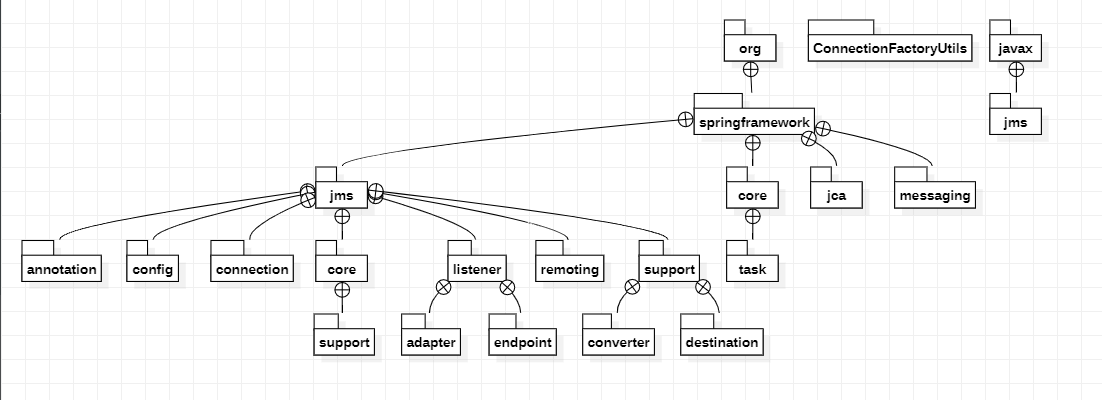 org
ConnectionFactoryUtils
javax
springframework
jms
jms
core
jca
messaging
annotation
config
connection
core
listener
remoting
support
task
support
adapter
endpoint
converter
destination